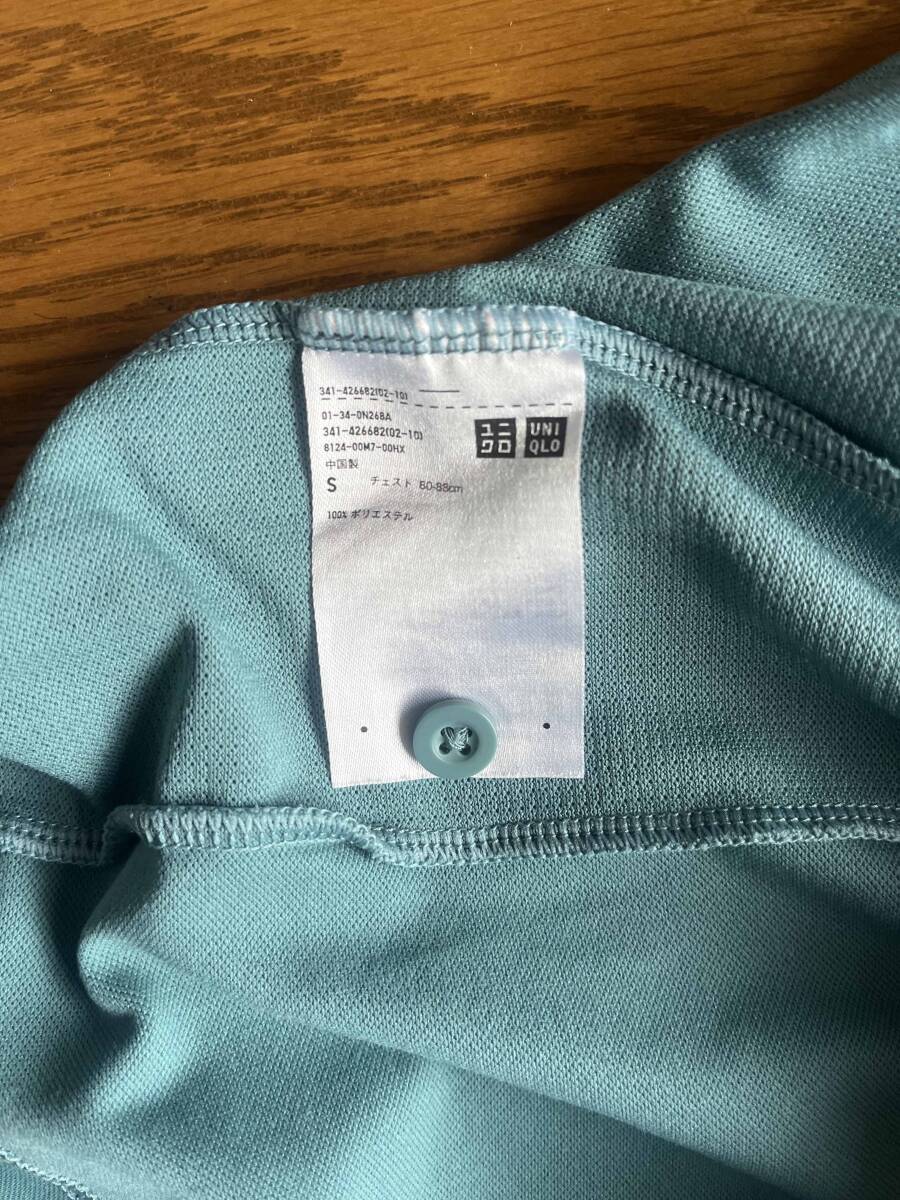 341-426682(02-10)
01-34-0N268A
341-426682(02-10)
8124-00M7-00HX
中国製
S チェスト 80-88cm
100% ポリエステル
ユニ
クロ
UNI
QLO